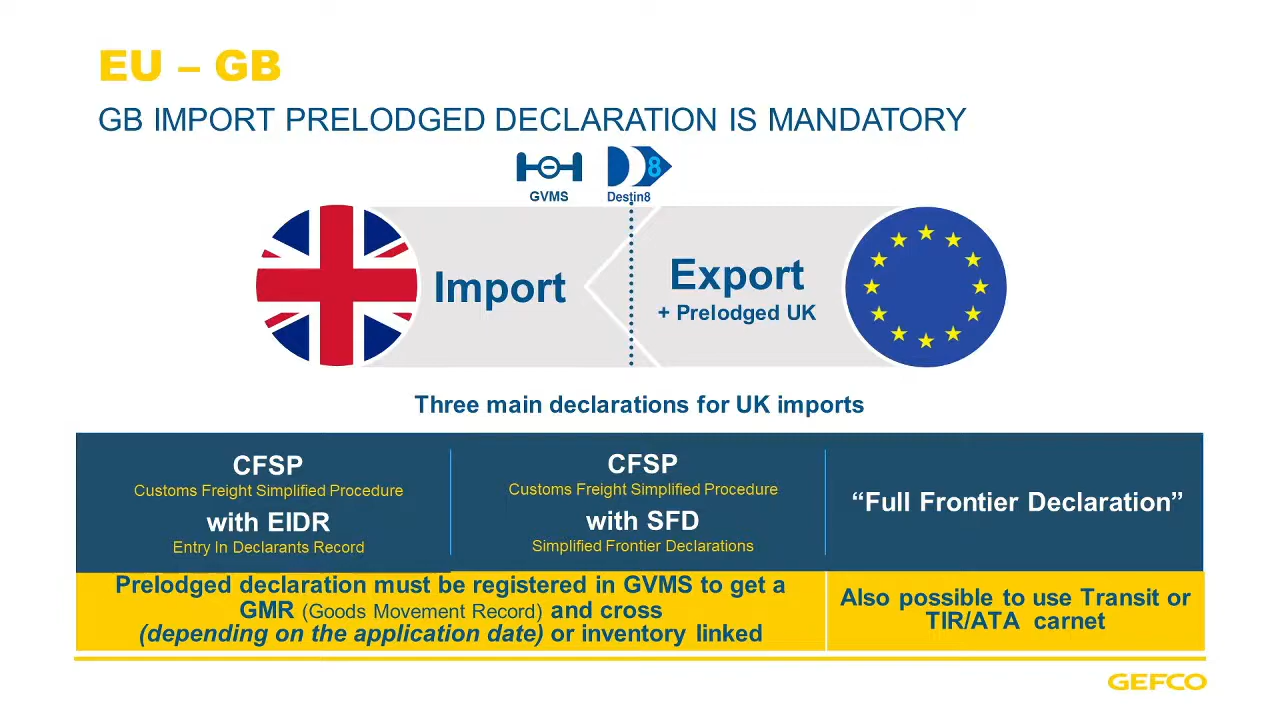 EU – GB
GB IMPORT PRELODGED DECLARATION IS MANDATORY
GVMS
8
Destin8
Import
Export
+ Prelodged UK
Three main declarations for UK imports
CFSP
Customs Freight Simplified Procedure
with EIDR
Entry In Declarants Record
CFSP
Customs Freight Simplified Procedure
with SFD
Simplified Frontier Declarations
“Full Frontier Declaration”
Prelodged declaration must be registered in GVMS to get a
GMR (Goods Movement Record) and cross
(depending on the application date) or inventory linked
Also possible to use Transit or
TIR/ATA carnet
GEFCO